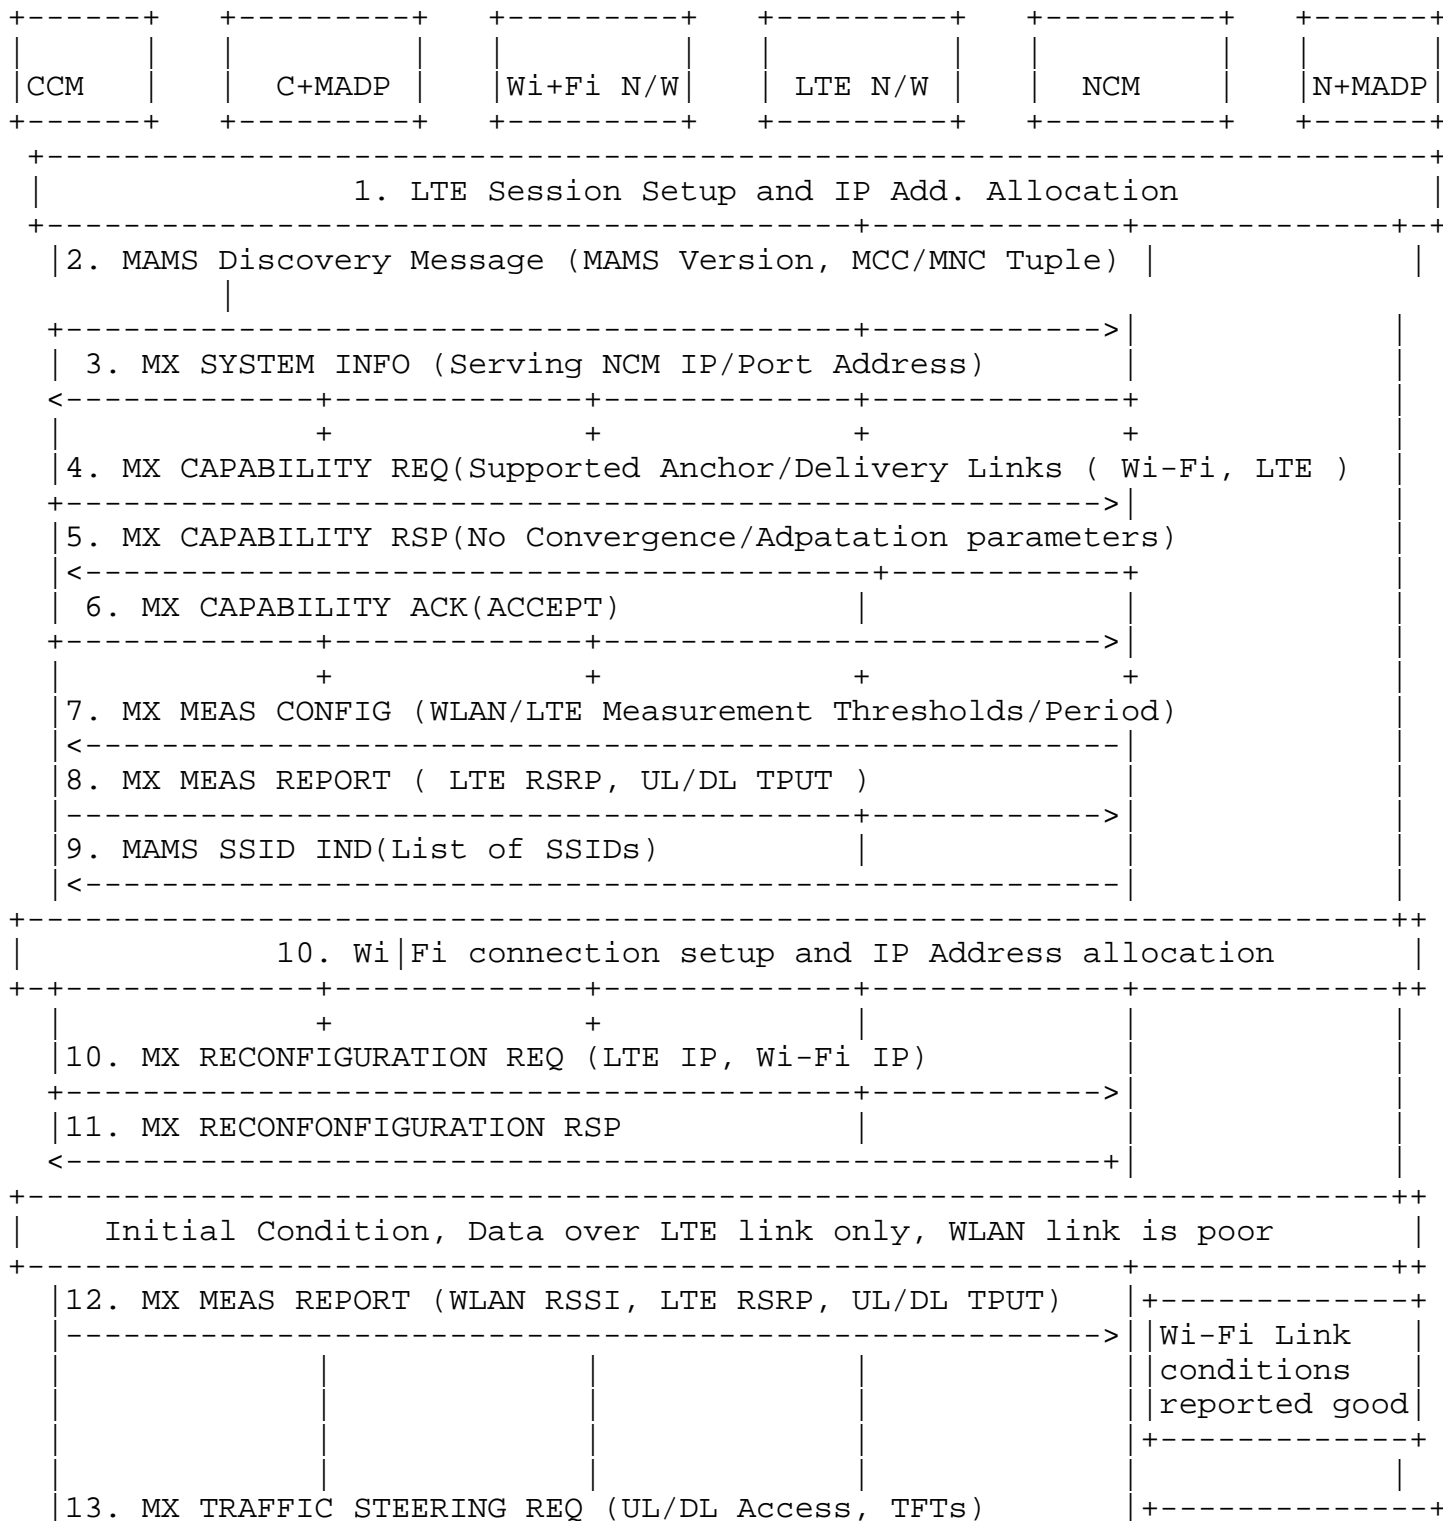 CCM C+MADP Wi+Fi N/W LTE N/W NCM N+MADP
1. LTE Session Setup and IP Add. Allocation
2. MAMS Discovery Message (MAMS Version, MCC/MNC Tuple)
3. MX SYSTEM INFO (Serving NCM IP/Port Address)
4. MX CAPABILITY REQ(Supported Anchor/Delivery Links ( Wi-Fi, LTE )
5. MX CAPABILITY RSP(No Convergence/Adpatation parameters)
6. MX CAPABILITY ACK(ACCEPT)
7. MX MEAS CONFIG (WLAN/LTE Measurement Thresholds/Period)
8. MX MEAS REPORT ( LTE RSRP, UL/DL TPUT )
9. MAMS SSID IND(List of SSIDs)
10. Wi|Fi connection setup and IP Address allocation
10. MX RECONFIGURATION REQ (LTE IP, Wi-Fi IP)
11. MX RECONFONFIGURATION RSP
Initial Condition, Data over LTE link only, WLAN link is poor
12. MX MEAS REPORT (WLAN RSSI, LTE RSRP, UL/DL TPUT)
Wi-Fi Link
conditions
reported good
13. MX TRAFFIC STEERING REQ (UL/DL Access, TFTs)